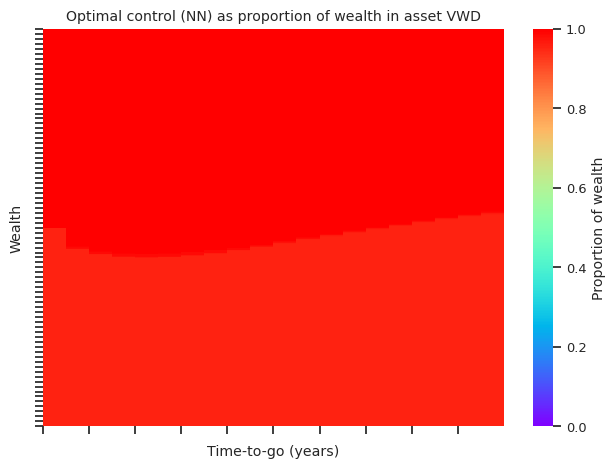 Optimal control (NN) as proportion of wealth in asset VWD
Wealth
Time-to-go (years)
1.0
0.8
0.6
0.4
0.2
0.0
Proportion of wealth